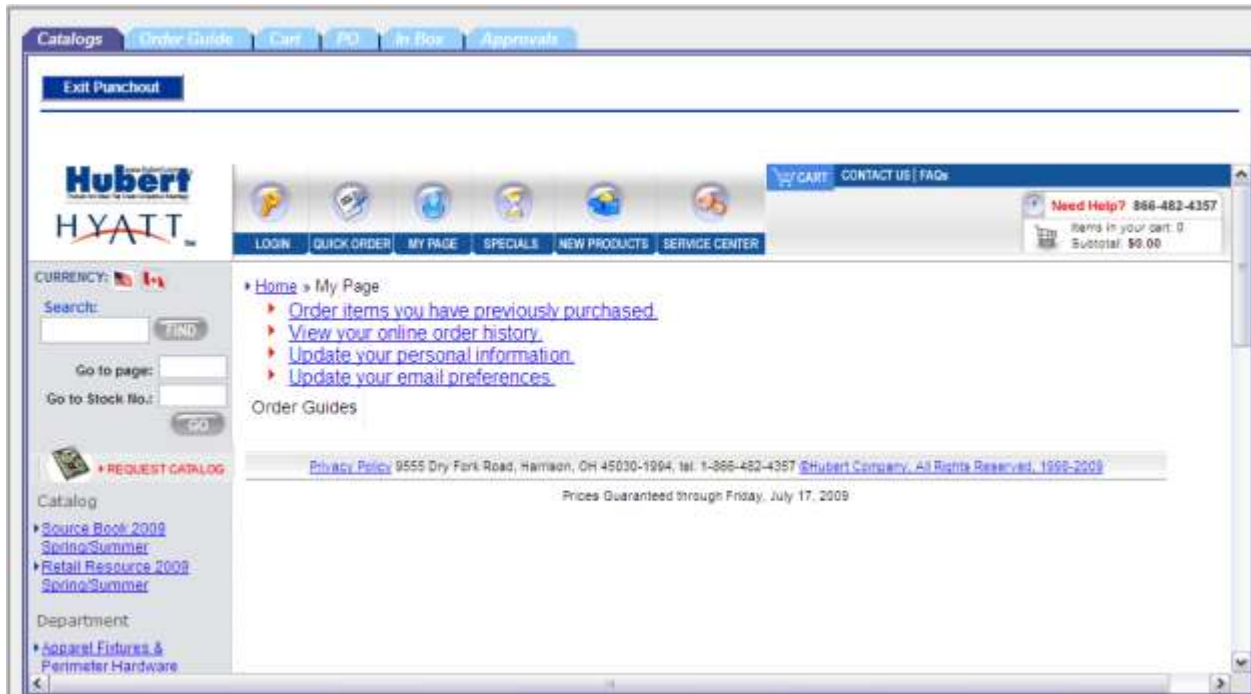 Catalogs Order Guide Cart PO In Box Approvals
Exit Punchout
Hubert
HYATT
LOGIN QUICK ORDER MY PAGE SPECIALS NEW PRODUCTS SERVICE CENTER
CART CONTACT US | FAQs
Need Help? 866-482-4357
Items in your cart: 0
Subtotal: $0.00
CURRENCY:
Search:
FIND
Go to page:
Go to Stock No.:
GO
REQUEST CATALOG
Catalog
Source Book 2009
Spring/Summer
Retail Resource 2009
Spring/Summer
Department
Apparel Fixtures &
Perimeter Hardware
Home » My Page
Order items you have previously purchased.
View your online order history.
Update your personal information.
Update your email preferences.
Order Guides
Privacy Policy 9555 Dry Fork Road, Harrison, OH 45030-1994, tel. 1-866-482-4357 ©Hubert Company, All Rights Reserved, 1998-2009
Prices Guaranteed through Friday, July 17, 2009